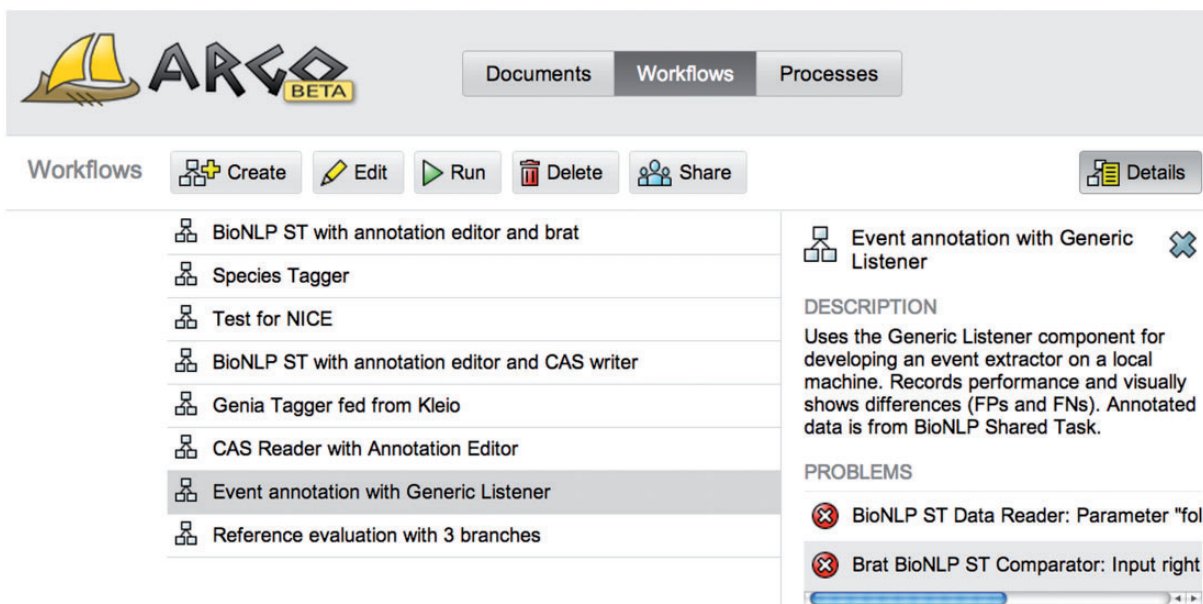 ARGO
BETA
Documents Workflows Processes
Workflows Create Edit Run Delete Share Details
BioNLP ST with annotation editor and brat
Species Tagger
Test for NICE
BioNLP ST with annotation editor and CAS writer
Genia Tagger fed from Kleio
CAS Reader with Annotation Editor
Event annotation with Generic Listener
Reference evaluation with 3 branches
Event annotation with Generic
Listener
DESCRIPTION
Uses the Generic Listener component for
developing an event extractor on a local
machine. Records performance and visually
shows differences (FPs and FNs). Annotated
data is from BioNLP Shared Task.
PROBLEMS
BioNLP ST Data Reader: Parameter "fol
Brat BioNLP ST Comparator: Input right